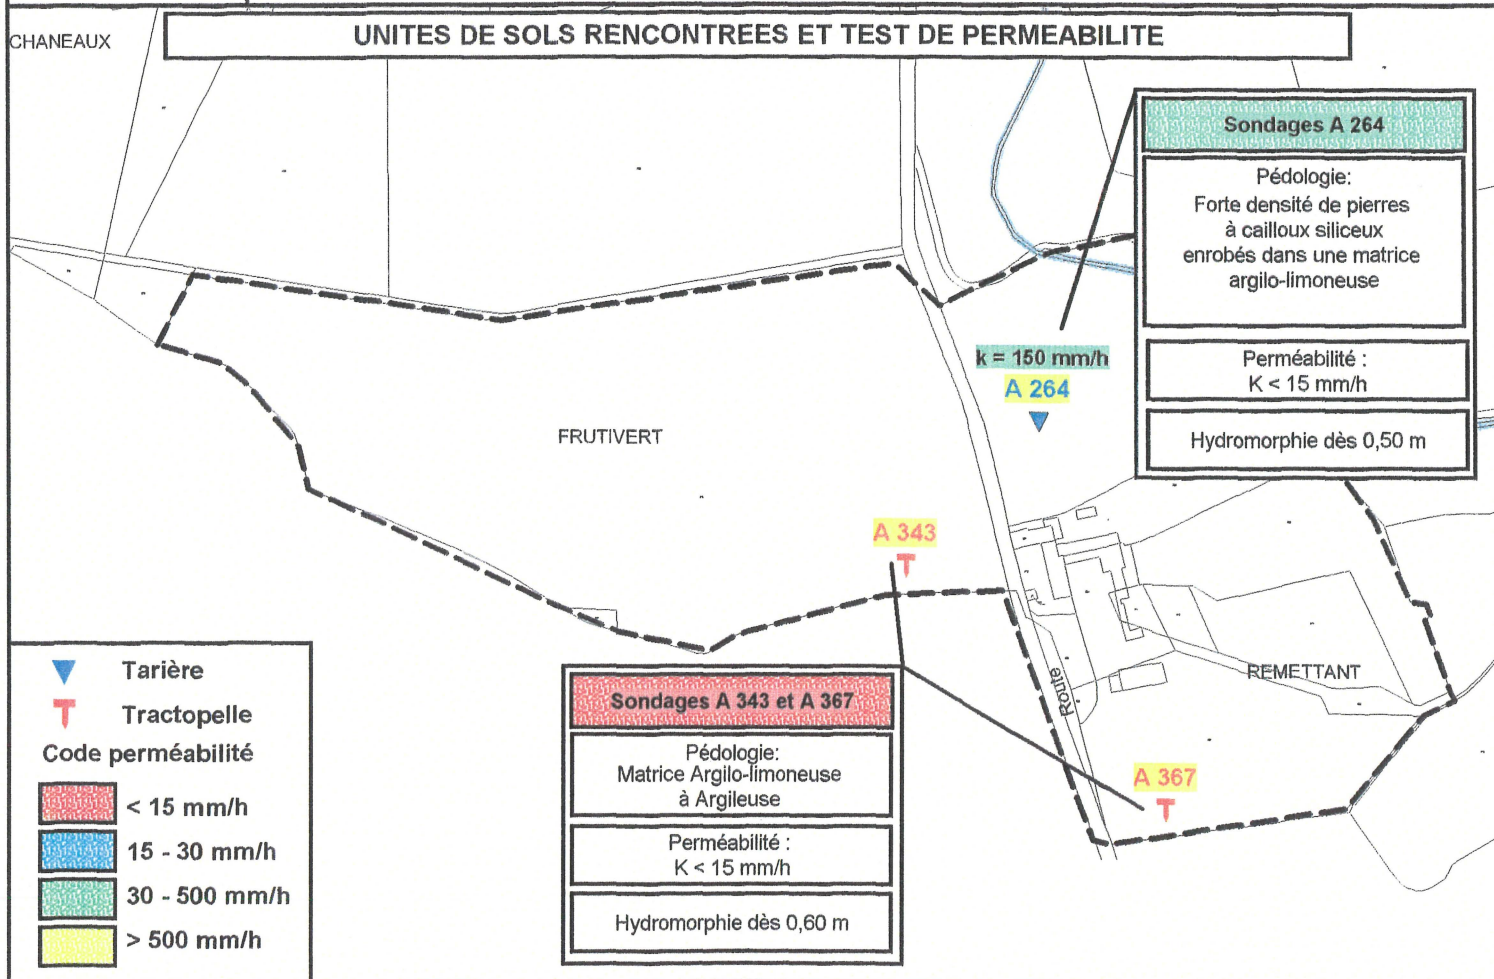 UNITES DE SOLS RENCONTREES ET TEST DE PERMEABILITE
CHANEAUX
Sondages A 264
Pédologie:
Forte densité de pierres
à cailloux siliceux
enrobés dans une matrice
argilo-limoneuse
Perméabilité :
K < 15 mm/h
Hydromorphie dès 0,50 m
k = 150 mm/h
A 264
FRUTIVERT
A 343
REMETTANT
Route
A 367
Sondages A 343 et A 367
Pédologie:
Matrice Argilo-limoneuse
à Argileuse
Perméabilité :
K < 15 mm/h
Hydromorphie dès 0,60 m
Tarière
Tractopelle
Code perméabilité
< 15 mm/h
15 - 30 mm/h
30 - 500 mm/h
> 500 mm/h